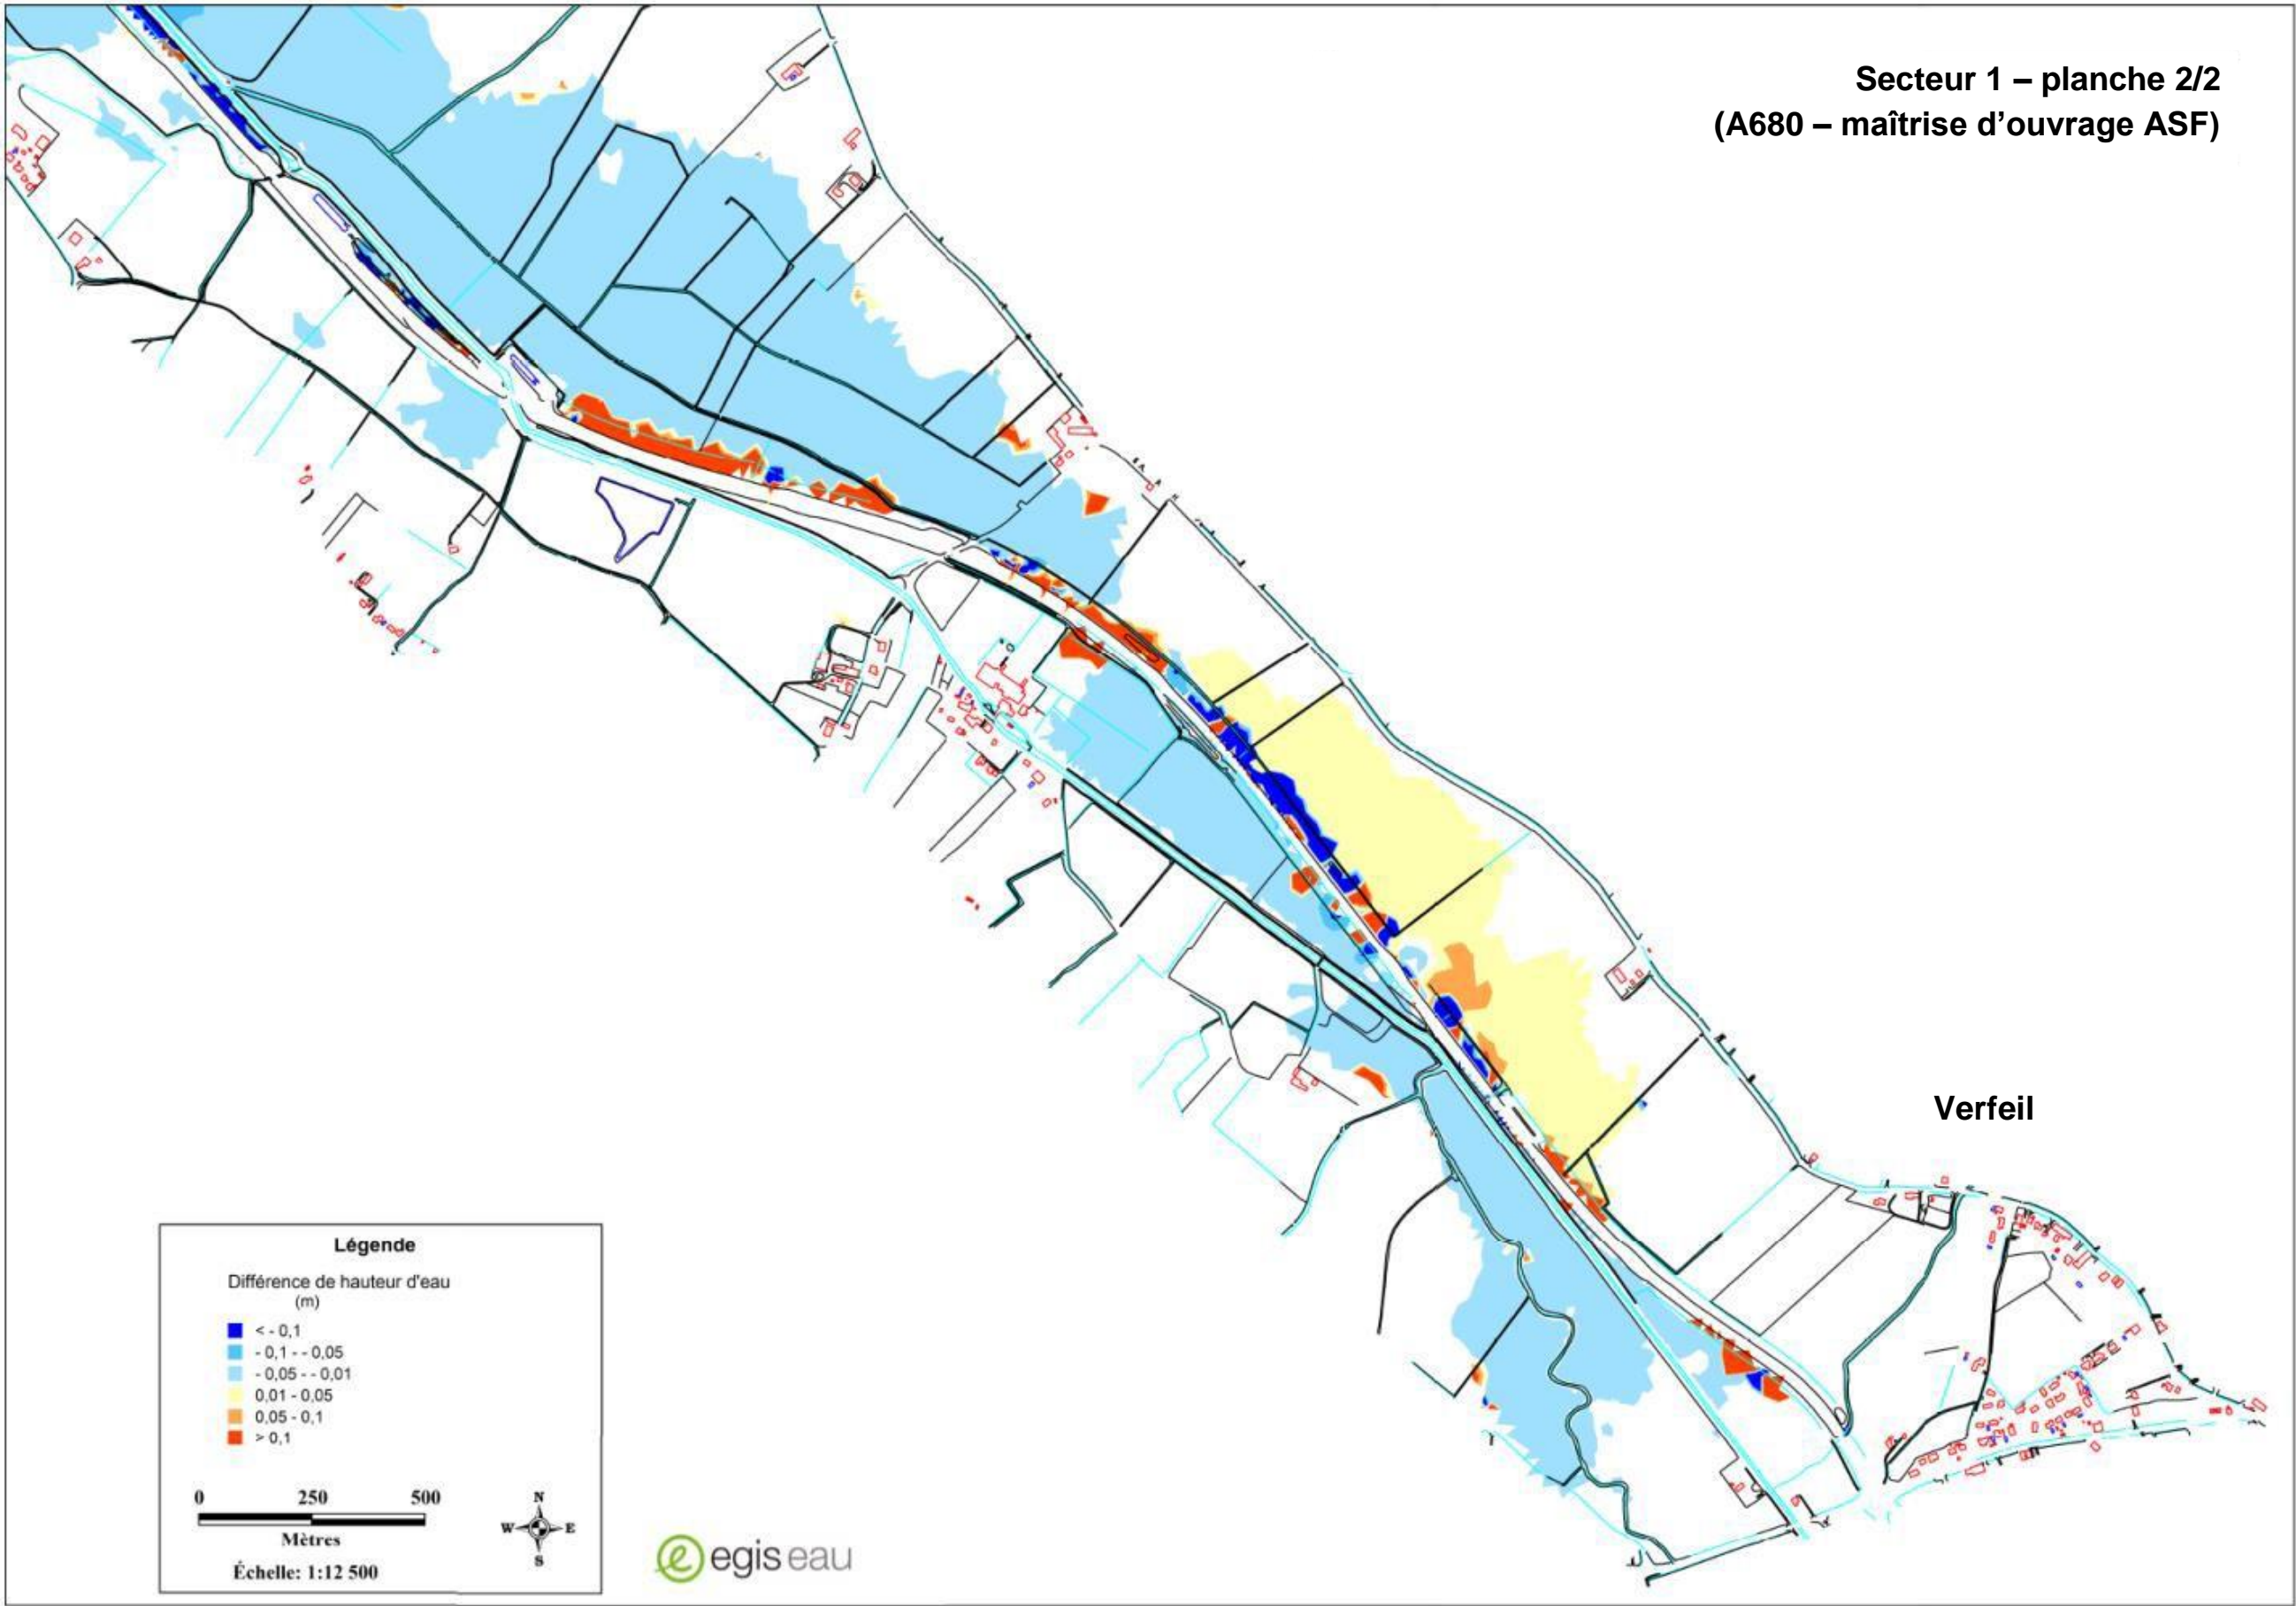 Secteur 1 – planche 2/2
(A680 – maîtrise d'ouvrage ASF)
Verfeil
Légende
Différence de hauteur d'eau
(m)
< - 0,1
- 0,1 - - 0,05
- 0,05 - - 0,01
0,01 - 0,05
0,05 - 0,1
> 0,1
0 250 500
Mètres
Échelle: 1:12 500
N
W E
S
e egis eau